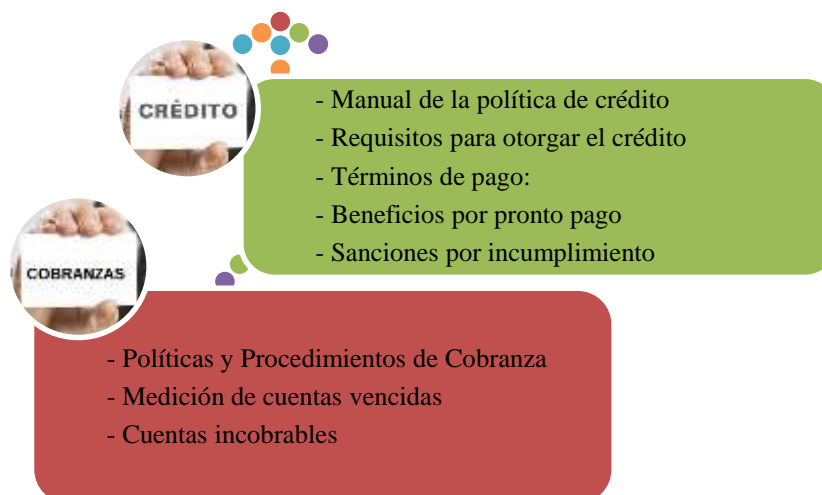 CRÉDITO
- Manual de la política de crédito
- Requisitos para otorgar el crédito
- Términos de pago:
- Beneficios por pronto pago
- Sanciones por incumplimiento
COBRANZAS
- Políticas y Procedimientos de Cobranza
- Medición de cuentas vencidas
- Cuentas incobrables